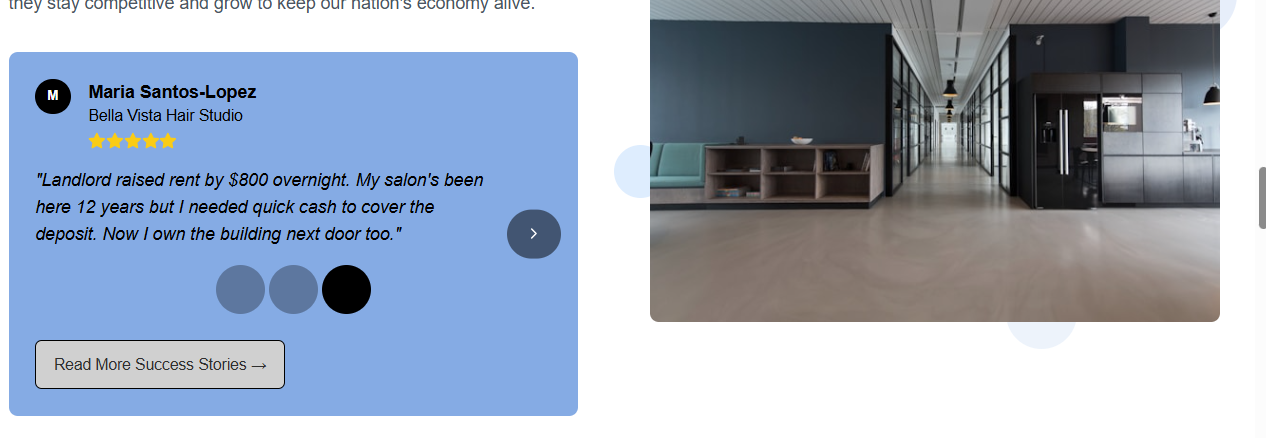 they stay competitive and grow to keep our nation's economy alive.
M
Maria Santos-Lopez
Bella Vista Hair Studio
"Landlord raised rent by $800 overnight. My salon's been
here 12 years but I needed quick cash to cover the
deposit. Now I own the building next door too."
Read More Success Stories →